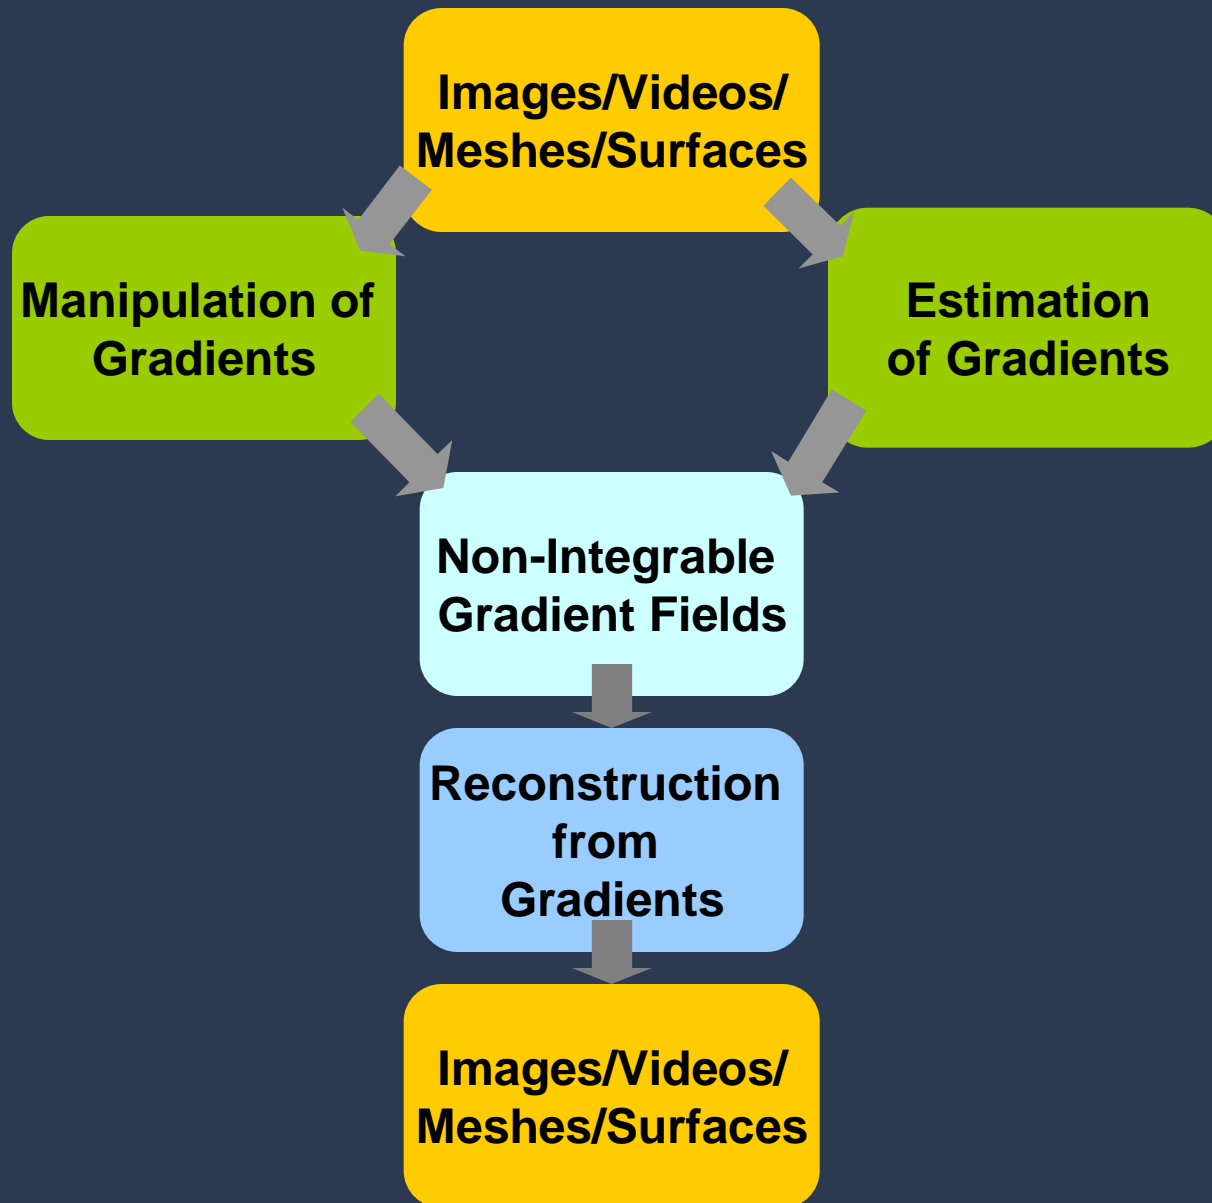 Images/Videos/
Meshes/Surfaces
Manipulation of
Gradients
Estimation
of Gradients
Non-Integrable
Gradient Fields
Reconstruction
from
Gradients
Images/Videos/
Meshes/Surfaces